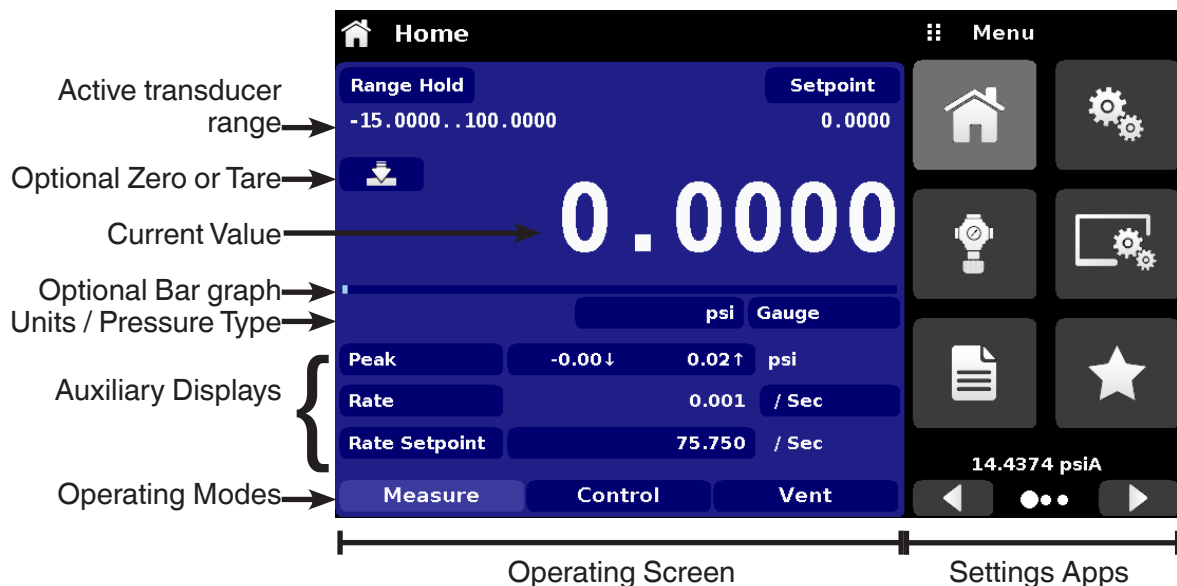 Home
Menu
Active transducer
range
Range Hold
Setpoint
-15.0000..100.0000
0.0000
Optional Zero or Tare
Current Value
0.0000
Optional Bar graph
Units / Pressure Type
psi
Gauge
Auxiliary Displays
Peak
-0.00↓
0.02↑
psi
Rate
0.001
/ Sec
Rate Setpoint
75.750
/ Sec
14.4374 psiA
Operating Modes
Measure
Control
Vent
Operating Screen
Settings Apps